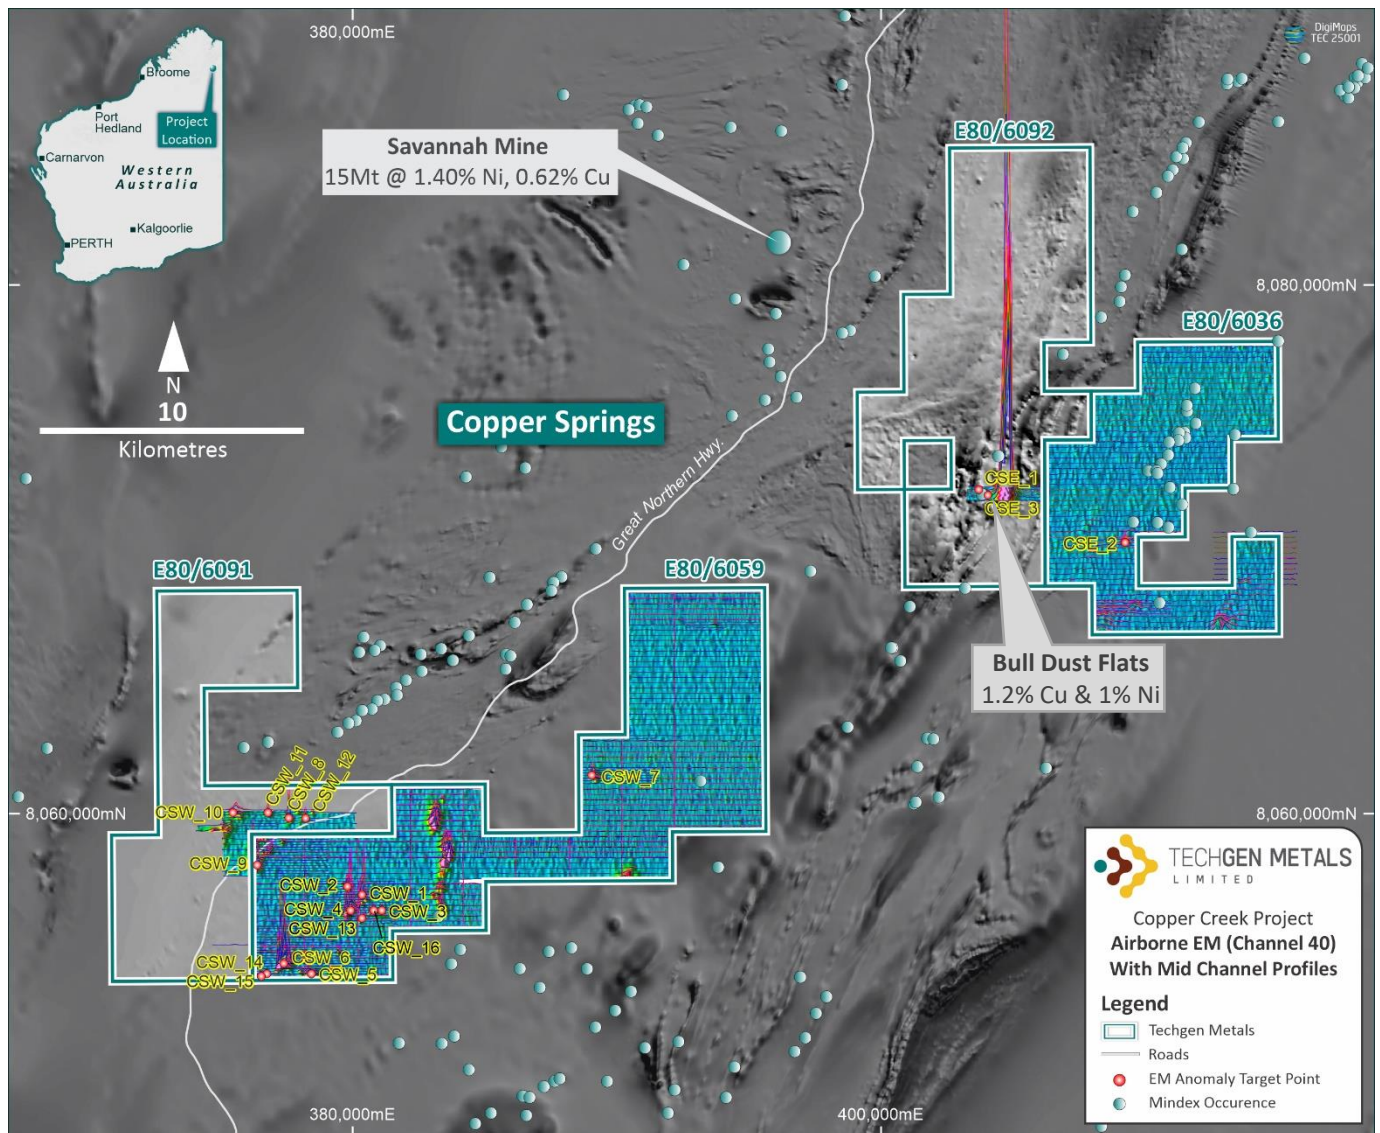 380,000mE
DigiMaps
TEC 25001
Broome
Port
Hedland
Project
Location
Carnarvon
Western
Australia
Kalgoorlie
PERTH
Savannah Mine
15Mt @ 1.40% Ni, 0.62% Cu
E80/6092
8,080,000mN
E80/6036
N
10
Kilometres
Copper Springs
Great Northern Hwy.
CSE_1
CSE_3
CSE_2
E80/6091
E80/6059
Bull Dust Flats
1.2% Cu & 1% Ni
CSW_11
CSW_8
CSW_12
CSW_7
CSW_10
8,060,000mN
CSW_9
CSW_2
CSW_1
CSW_4
CSW_3
CSW_13
CSW_16
CSW_14
CSW_6
CSW_15
CSW_5
TECHGEN METALS
LIMITED
Copper Creek Project
Airborne EM (Channel 40)
With Mid Channel Profiles
Legend
Techgen Metals
Roads
EM Anomaly Target Point
Mindex Occurence
380,000mE
400,000mE